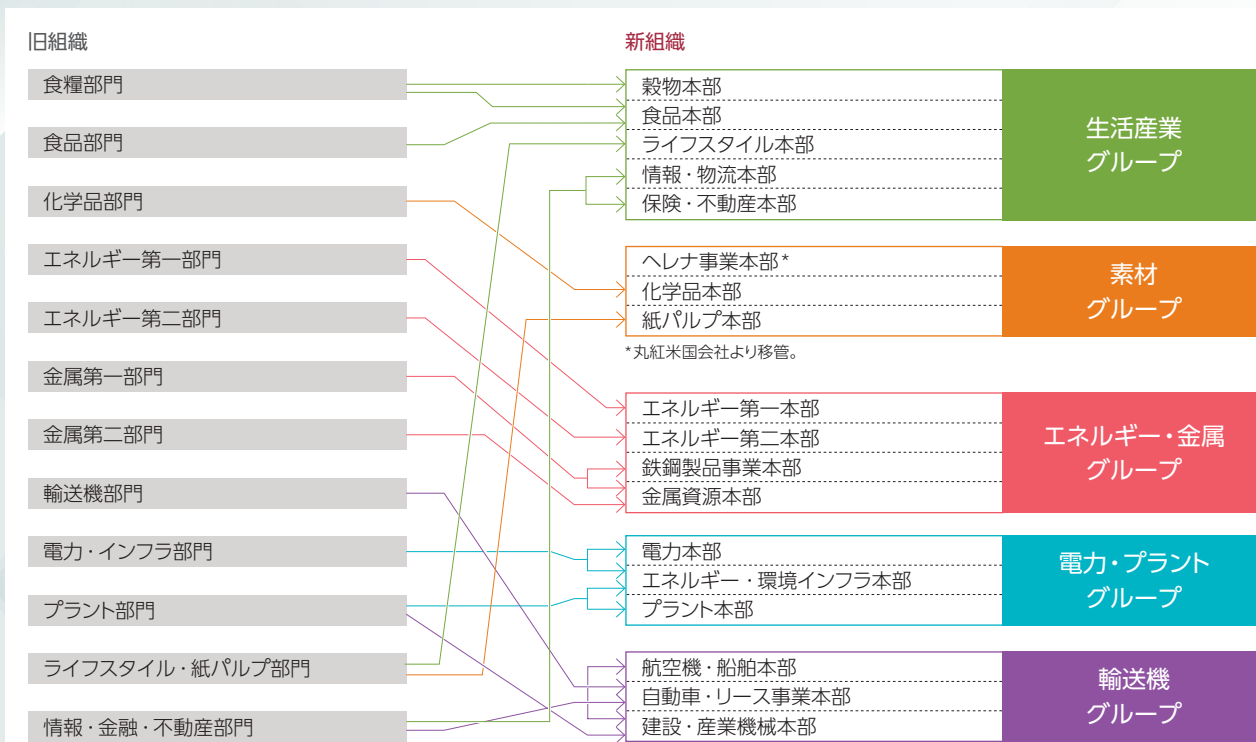 旧組織
食糧部門
食品部門
化学品部門
エネルギー第一部門
エネルギー第二部門
金属第一部門
金属第二部門
輸送機部門
電力・インフラ部門
プラント部門
ライフスタイル・紙パルプ部門
情報・金融・不動産部門
新組織
穀物本部
食品本部
ライフスタイル本部
情報・物流本部
保険・不動産本部
生活産業
グループ
ヘレナ事業本部*
化学品本部
紙パルプ本部
素材
グループ
*丸紅米国会社より移管。
エネルギー第一本部
エネルギー第二本部
鉄鋼製品事業本部
金属資源本部
エネルギー・金属
グループ
電力本部
エネルギー・環境インフラ本部
プラント本部
電力・プラント
グループ
航空機・船舶本部
自動車・リース事業本部
建設・産業機械本部
輸送機
グループ